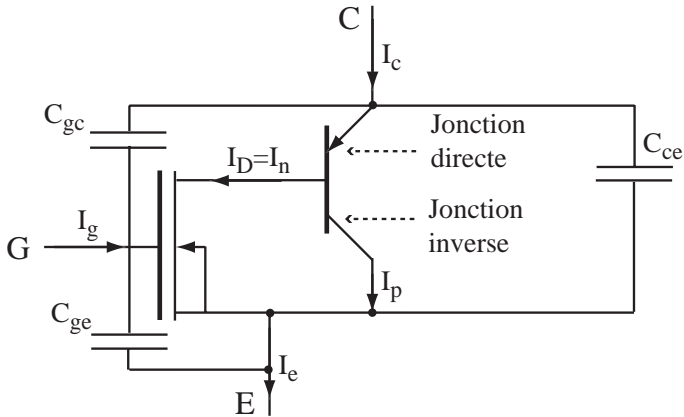 C
I_c
C_gc
Jonction
directe
C_ce
I_D=I_n
I_g
G
Jonction
inverse
I_p
C_ge
I_e
E